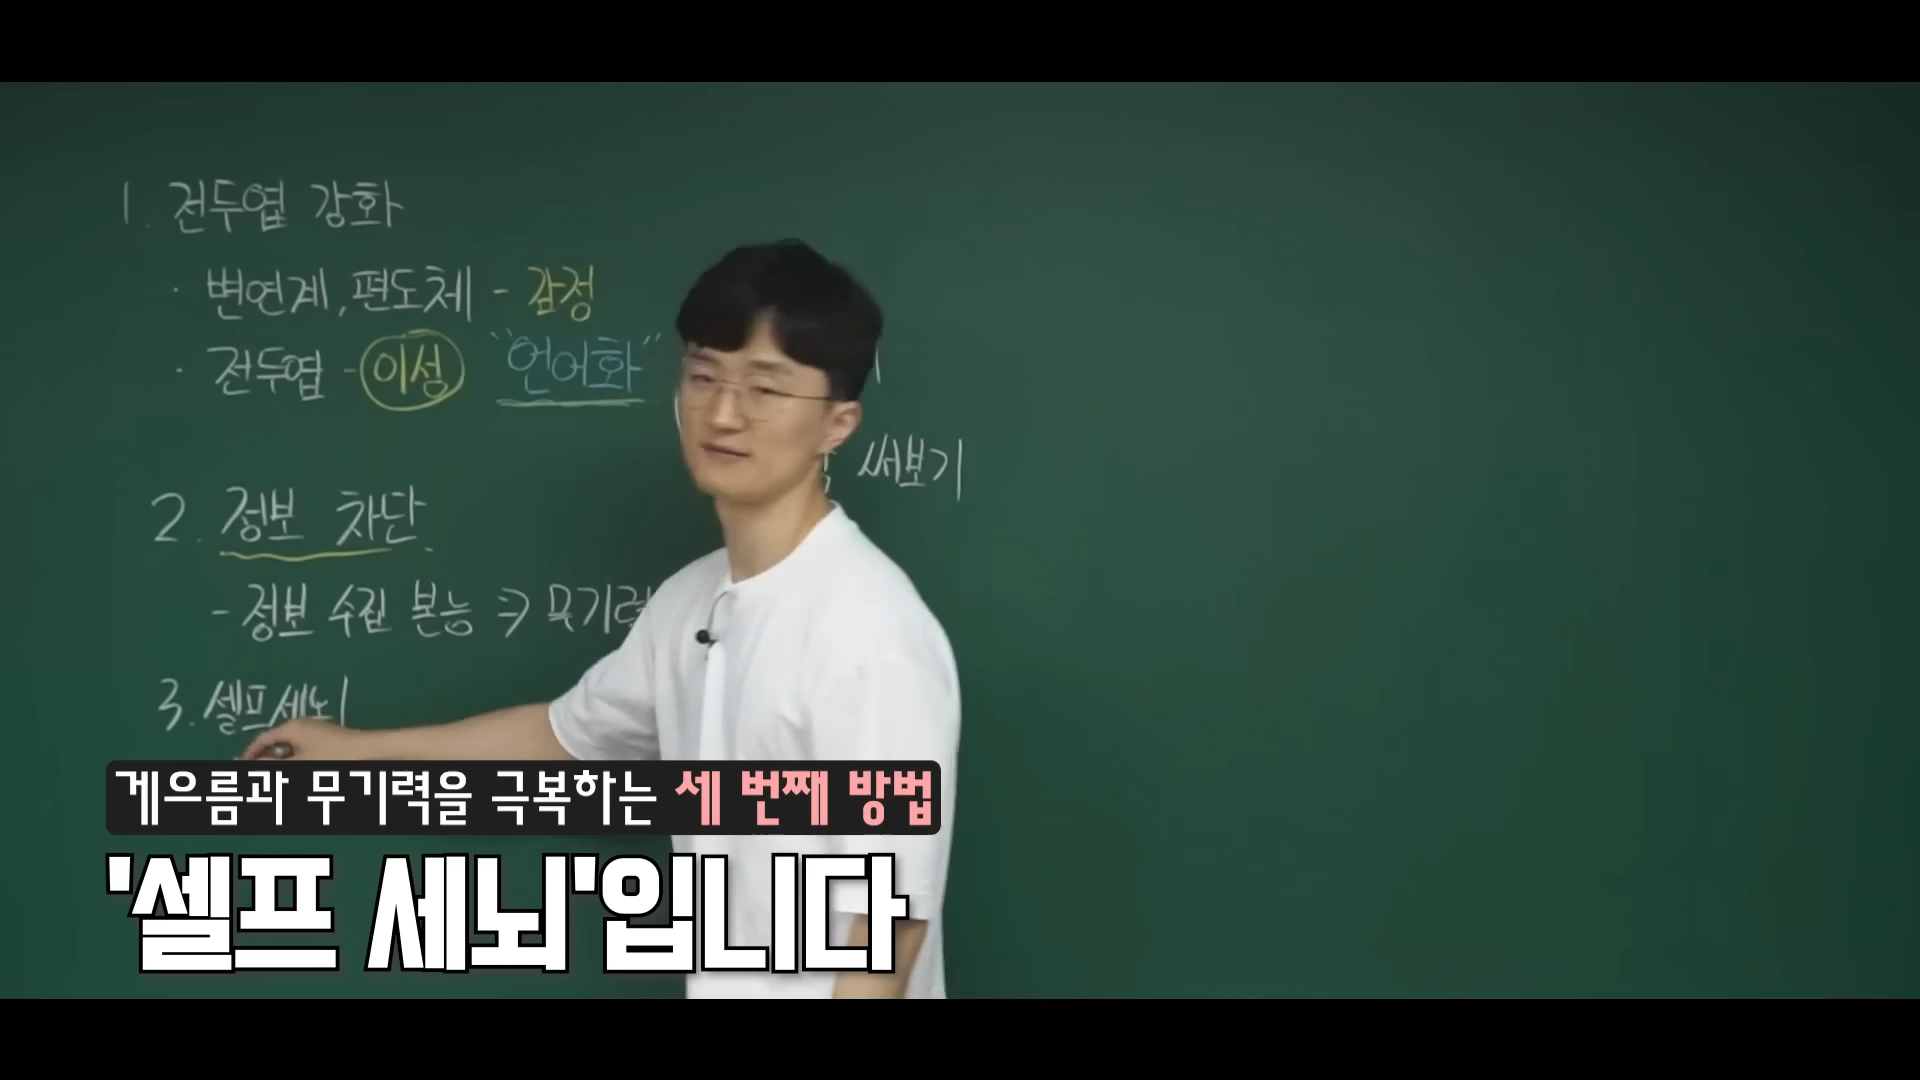 1. 전두엽 강화
· 변연계, 편도체 - 감정
· 전두엽 - 이성 "언어화"
써보기
2. 정보 차단
- 정보 수집 본능 => 무기력
3. 셀프세뇌
게으름과 무기력을 극복하는 세 번째 방법
'셀프 세뇌'입니다